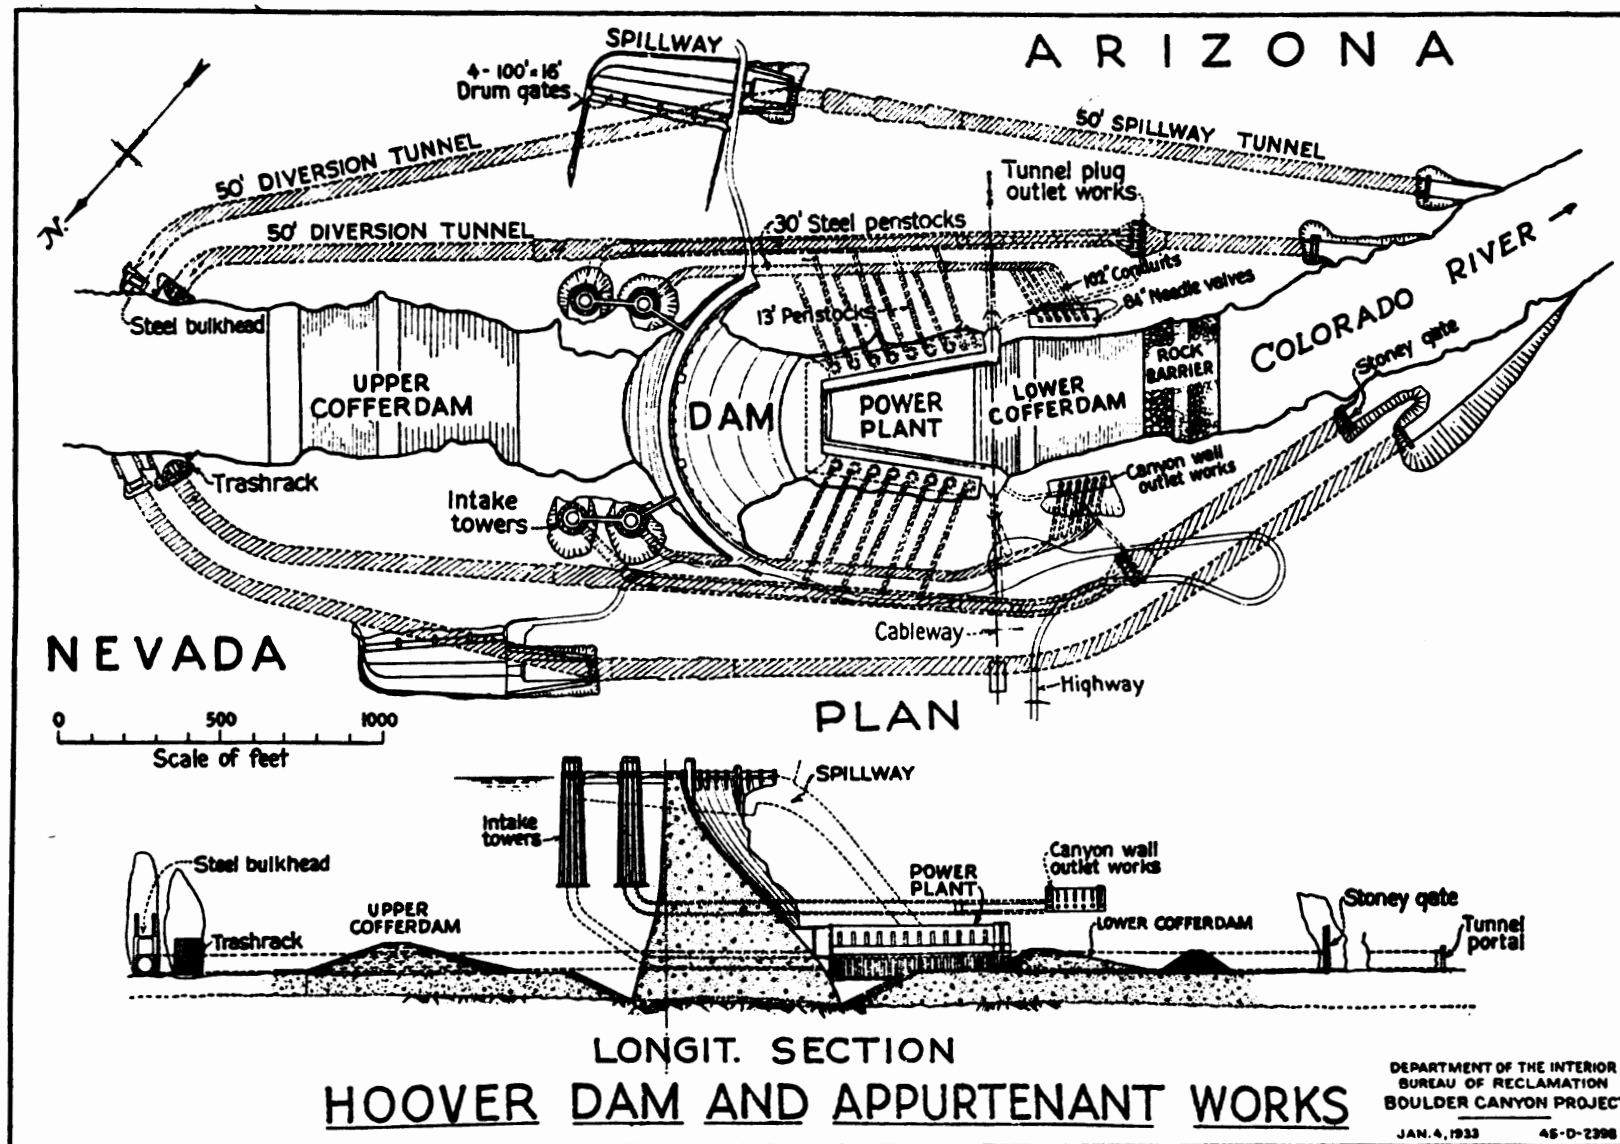 ARIZONA
SPILLWAY
4-100'x16'
Drum gates
50' DIVERSION TUNNEL
50' SPILLWAY TUNNEL
N.
Tunnel plug
outlet works
50' DIVERSION TUNNEL
30' Steel penstocks
COLORADO RIVER
102" Conduits
84" Needle valves
13' Penstocks
Steel bulkhead
UPPER
COFFERDAM
DAM
POWER
PLANT
LOWER
COFFERDAM
ROCK
BARRIER
Stoney gate
Trashrack
Intake
towers
Canyon wall
outlet works
NEVADA
Cableway
Highway
PLAN
0 500 1000
Scale of feet
SPILLWAY
Intake
towers
Steel bulkhead
Canyon wall
outlet works
POWER
PLANT
UPPER
COFFERDAM
Trashrack
LOWER COFFERDAM
Stoney gate
Tunnel
portal
LONGIT. SECTION
HOOVER DAM AND APPURTENANT WORKS
DEPARTMENT OF THE INTERIOR
BUREAU OF RECLAMATION
BOULDER CANYON PROJECT
JAN. 4, 1933 45-D-2398